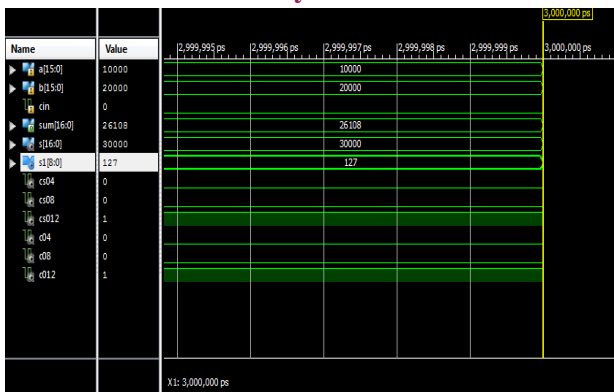 3,000,000 ps
Name Value 2,999,995 ps 2,999,996 ps 2,999,997 ps 2,999,998 ps 2,999,999 ps 3,000,000 ps
a[15:0] 10000 10000
b[15:0] 20000 20000
cin 0
sum[16:0] 26108 26108
s[16:0] 30000 30000
s1[8:0] 127 127
cs04 0
cs08 0
cs012 1
c04 0
c08 0
c012 1
X1: 3,000,000 ps